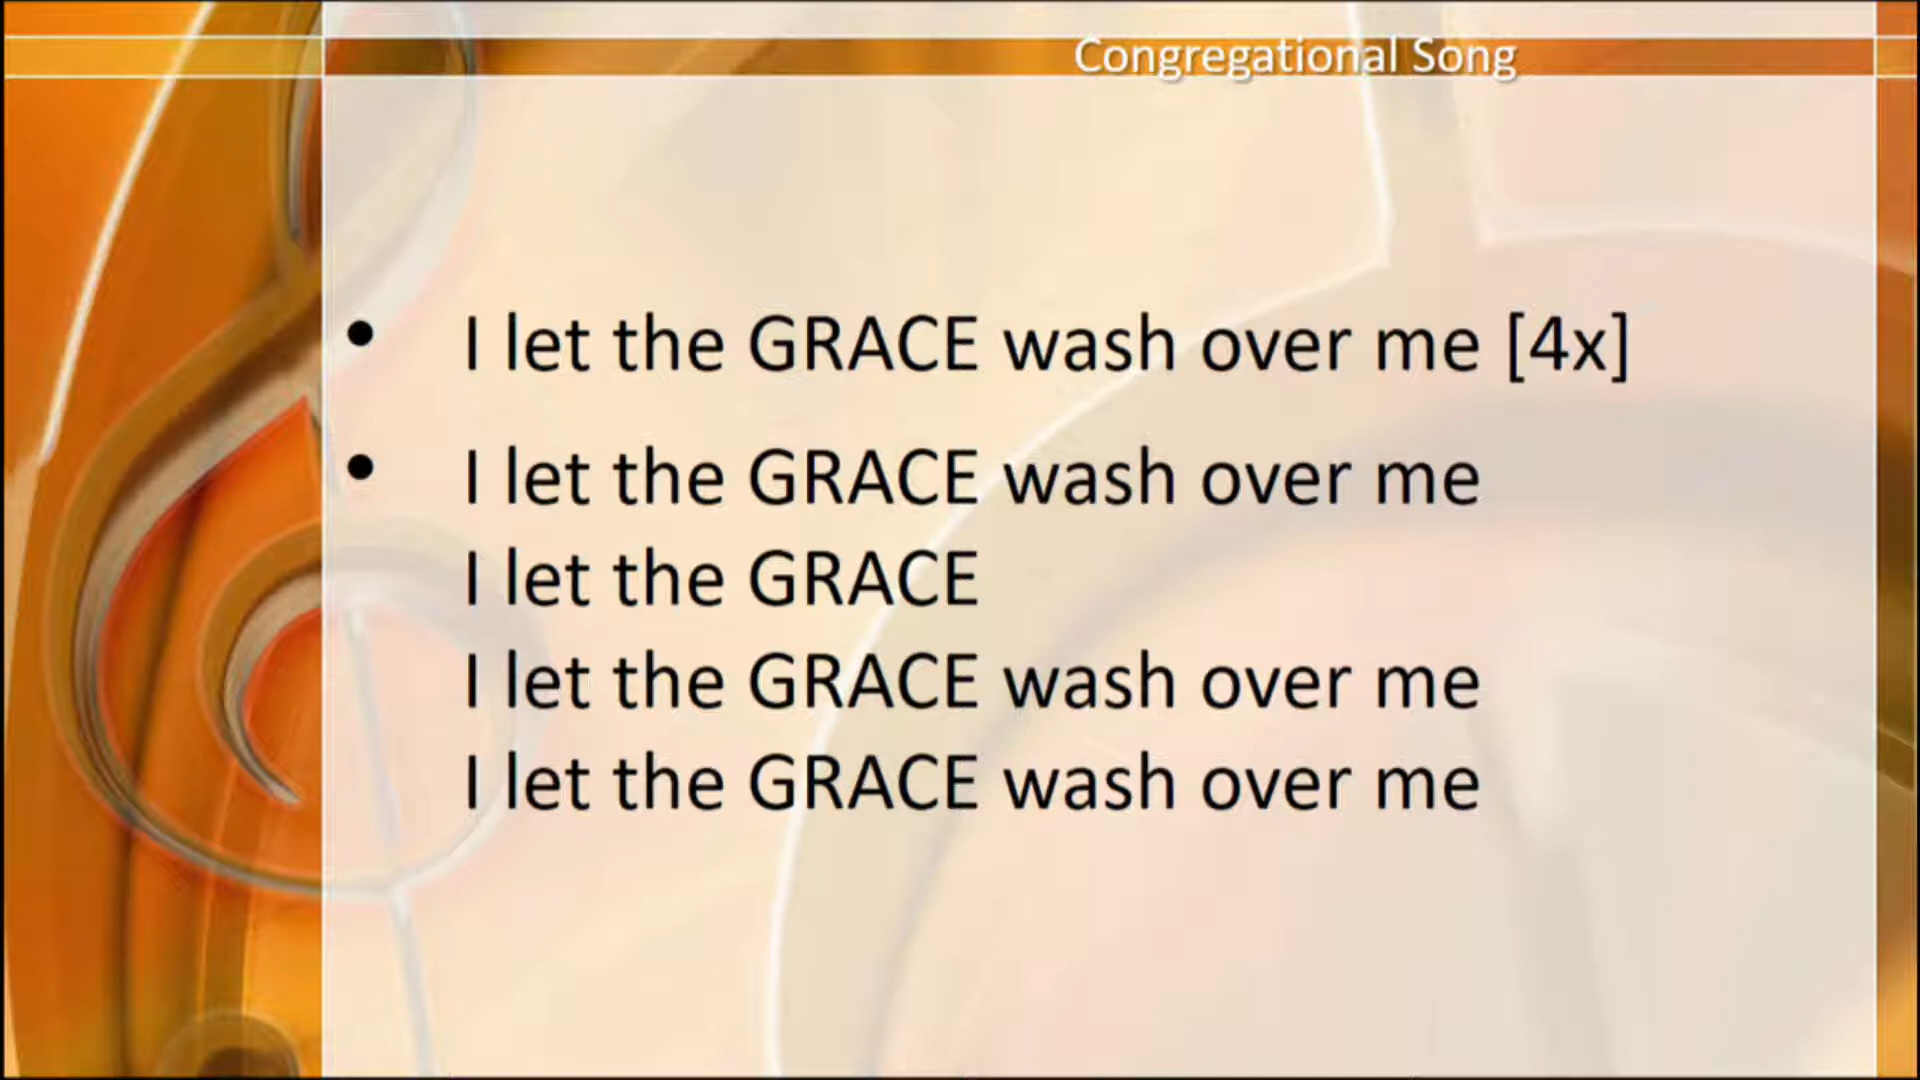 Congregational Song
• I let the GRACE wash over me [4x]
• I let the GRACE wash over me
I let the GRACE
I let the GRACE wash over me
I let the GRACE wash over me